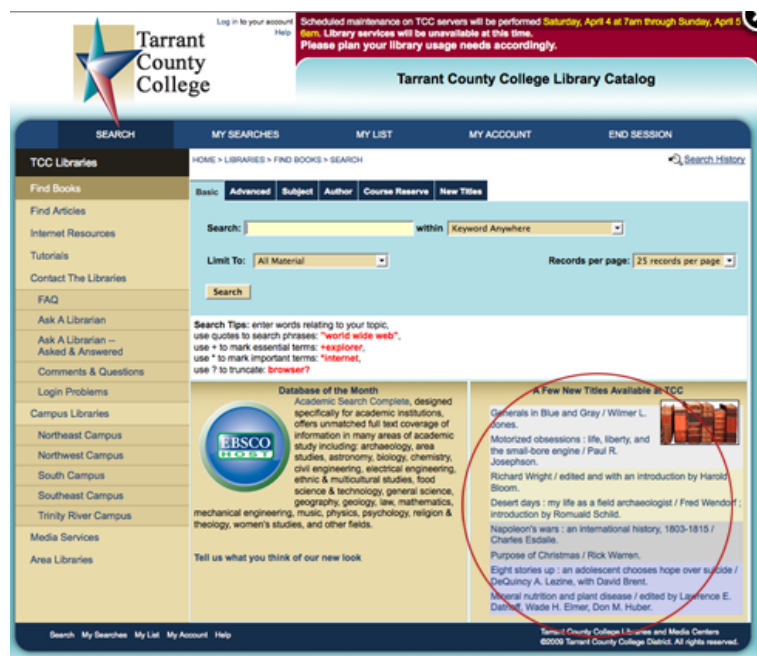 Tarrant
County
College
Log in to your account
Help
Scheduled maintenance on TCC servers will be performed Saturday, April 4 at 7am through Sunday, April 5
6am. Library services will be unavailable at this time.
Please plan your library usage needs accordingly.
Tarrant County College Library Catalog
SEARCH MY SEARCHES MY LIST MY ACCOUNT END SESSION
TCC Libraries
Find Books
Find Articles
Internet Resources
Tutorials
Contact The Libraries
FAQ
Ask A Librarian
Ask A Librarian --
Asked & Answered
Comments & Questions
Login Problems
Campus Libraries
Northeast Campus
Northwest Campus
South Campus
Southeast Campus
Trinity River Campus
Media Services
Area Libraries
HOME > LIBRARIES > FIND BOOKS > SEARCH
Search History
Basic Advanced Subject Author Course Reserve New Titles
Search: within Keyword Anywhere
Limit To: All Material Records per page: 25 records per page
Search
Search Tips: enter words relating to your topic,
use quotes to search phrases: "world wide web",
use + to mark essential terms: +explorer,
use * to mark important terms: *internet,
use ? to truncate: browser?
Database of the Month
EBSCO
HOST
Academic Search Complete, designed
specifically for academic institutions,
offers unmatched full text coverage of
information in many areas of academic
study including: archaeology, area
studies, astronomy, biology, chemistry,
civil engineering, electrical engineering,
ethnic & multicultural studies, food
science & technology, general science,
geography, geology, law, mathematics,
mechanical engineering, music, physics, psychology, religion &
theology, women's studies, and other fields.
Tell us what you think of our new look
A Few New Titles Available at TCC
Generals in Blue and Gray / Wilmer L.
Jones.
Motorized obsessions : life, liberty, and
the small-bore engine / Paul R.
Josephson.
Richard Wright / edited and with an introduction by Harold
Bloom.
Desert days : my life as a field archaeologist / Fred Wendorf ;
introduction by Romuald Schild.
Napoleon's wars : an international history, 1803-1815 /
Charles Esdaile.
Purpose of Christmas / Rick Warren.
Eight stories up : an adolescent chooses hope over suicide /
DeQuincy A. Lezine, with David Brent.
Mineral nutrition and plant disease / edited by Lawrence E.
Datnoff, Wade H. Elmer, Don M. Huber.
Search My Searches My List My Account Help
Tarrant County College Libraries and Media Centers
©2009 Tarrant County College District. All rights reserved.